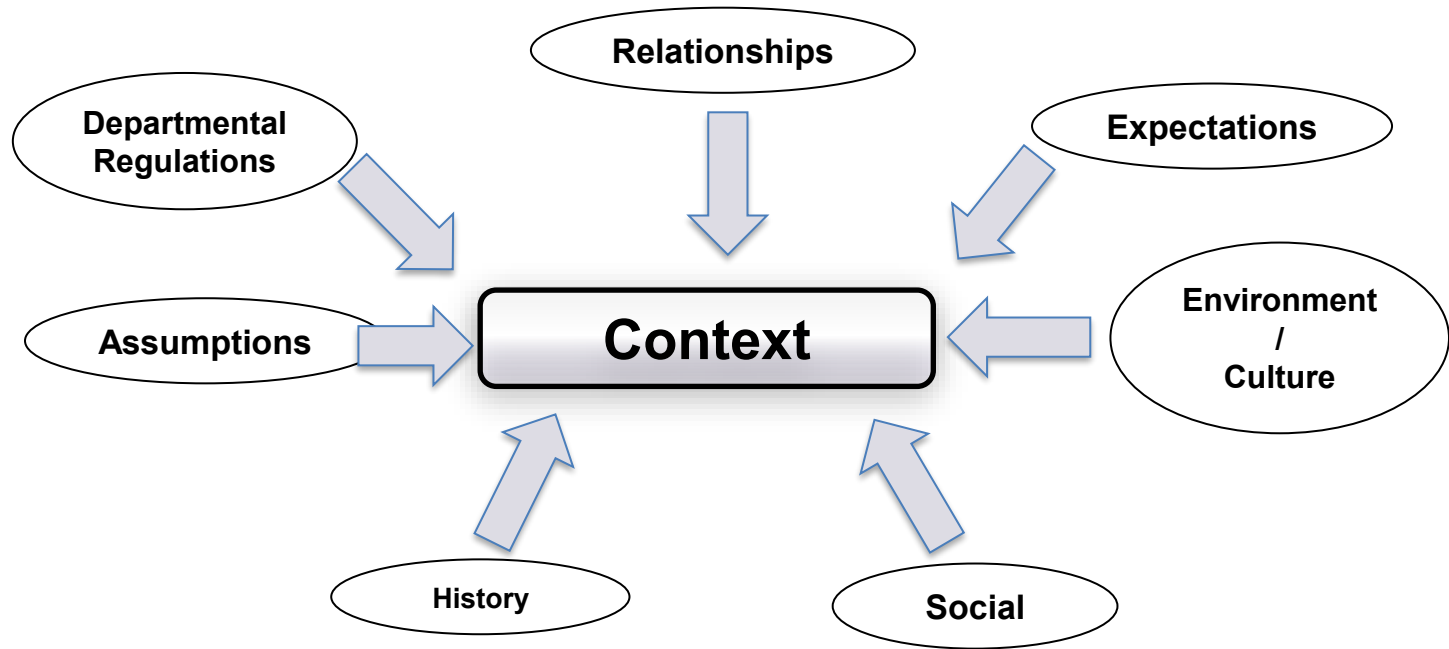 Relationships
Departmental
Regulations
Expectations
Environment
/
Culture
Assumptions
Context
History
Social